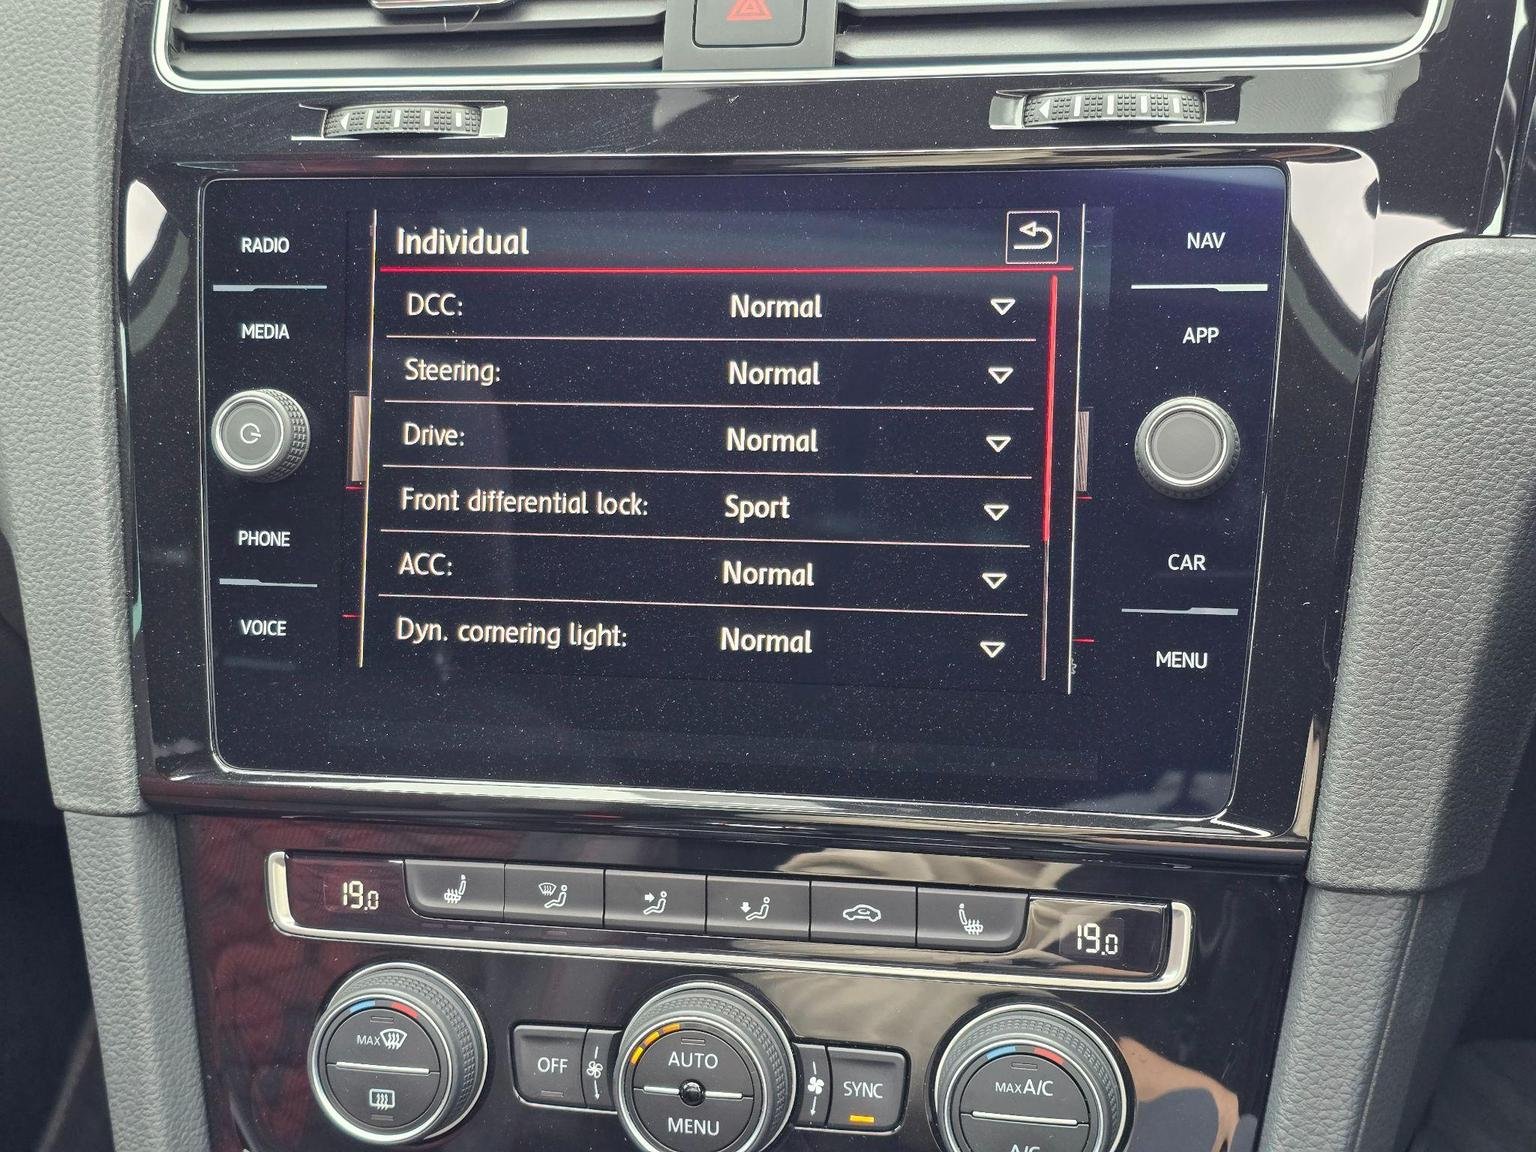 RADIO
MEDIA
PHONE
VOICE
Individual
DCC: Normal
Steering: Normal
Drive: Normal
Front differential lock: Sport
ACC: Normal
Dyn. cornering light: Normal
NAV
APP
CAR
MENU
19.0
19.0
MAX
OFF
AUTO
MENU
SYNC
MAX A/C
A/C